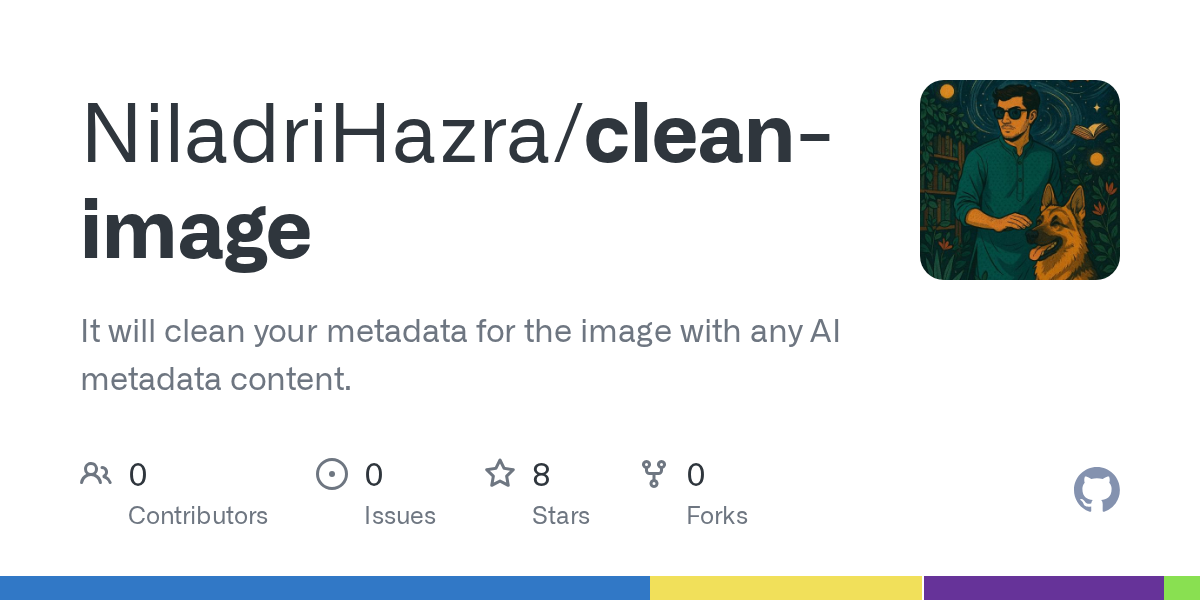 NiladriHazra/clean-
image
It will clean your metadata for the image with any AI
metadata content.
0 0 8 0
Contributors Issues Stars Forks